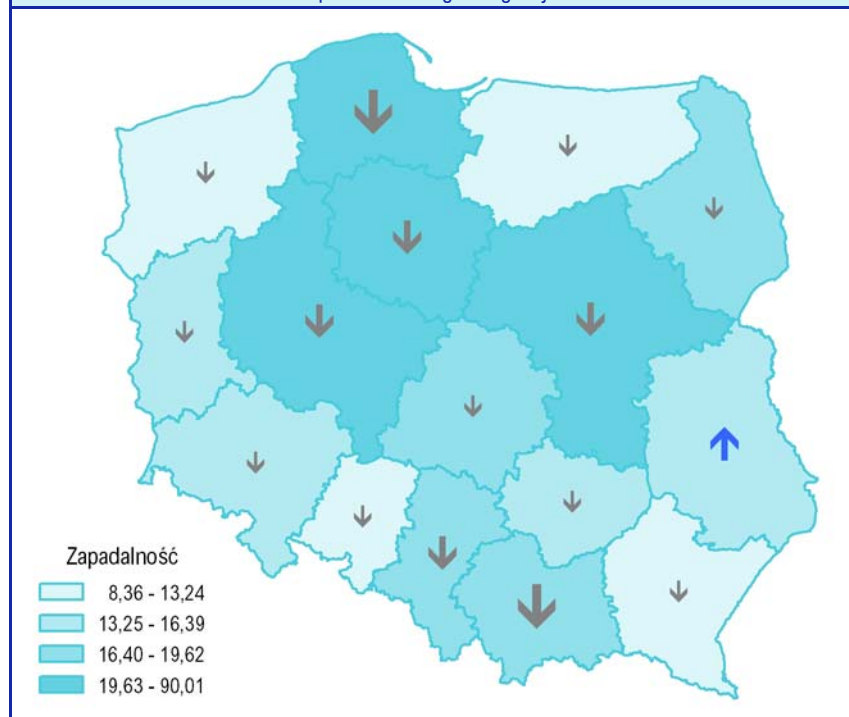 Zapadalność
8,36 - 13,24
13,25 - 16,39
16,40 - 19,62
19,63 - 90,01